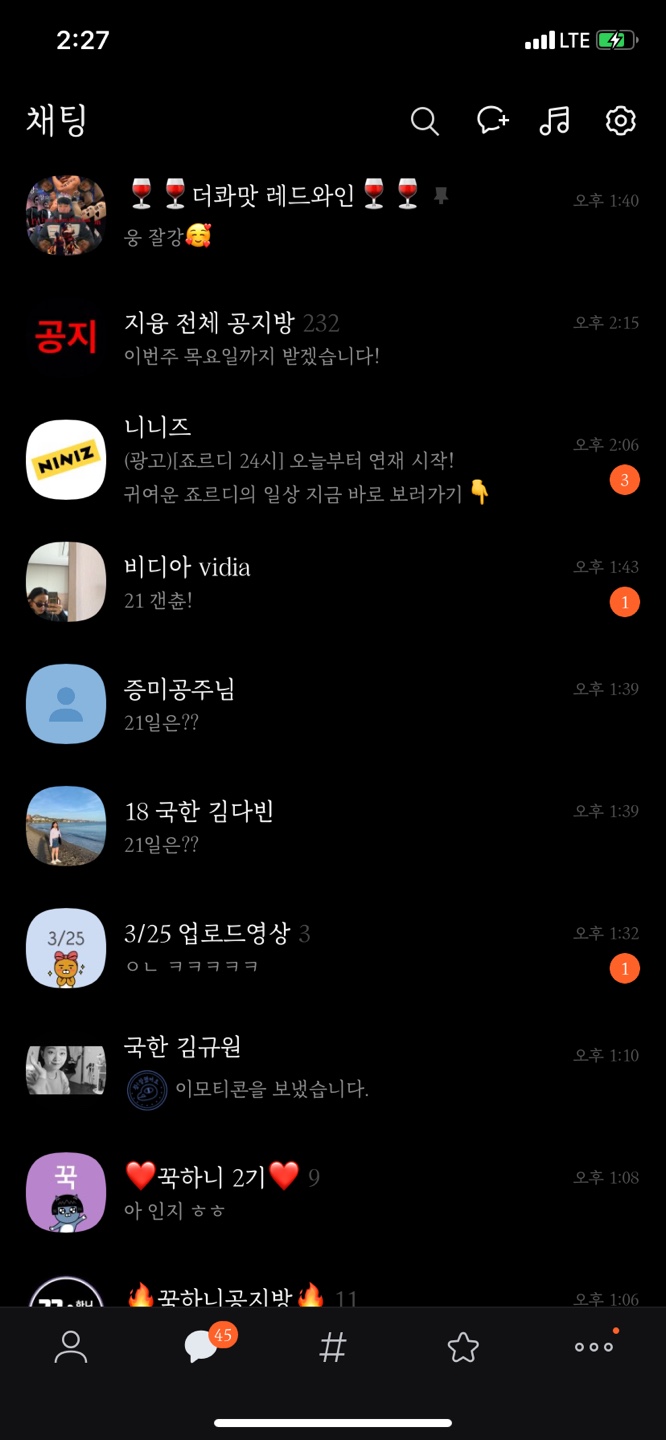 2:27
LTE
채팅
🍷🍷더콰맛 레드와인🍷🍷
오후 1:40
웅 잘강🥰
공지
지융 전체 공지방 232
오후 2:15
이번주 목요일까지 받겠습니다!
NINIZ
니니즈
오후 2:06
(광고)[죠르디 24시] 오늘부터 연재 시작!
귀여운 죠르디의 일상 지금 바로 보러가기👇
3
비디아 vidia
오후 1:43
21 갠츈!
1
증미공주님
오후 1:39
21일은??
18 국한 김다빈
오후 1:39
21일은??
3/25
3/25 업로드영상 3
오후 1:32
ㅇㄴ ㅋㅋㅋㅋㅋ
1
국한 김규원
오후 1:10
이모티콘을 보냈습니다.
꾹
❤️꾹하니 2기❤️ 9
오후 1:08
아 인지 ㅎㅎ
🔥꾹하니공지방🔥 11
오후 1:06
45